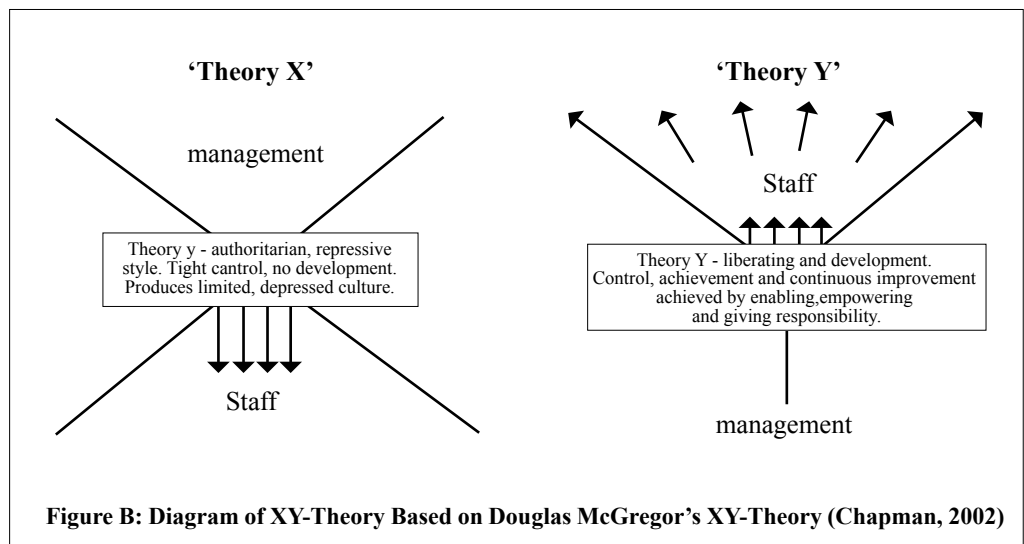 ‘Theory X’
management
Theory y - authoritarian, repressive
style. Tight cantrol, no development.
Produces limited, depressed culture.
Staff
‘Theory Y’
Staff
Theory Y - liberating and development.
Control, achievement and continuous improvement
achieved by enabling,empowering
and giving responsibility.
management
Figure B: Diagram of XY-Theory Based on Douglas McGregor’s XY-Theory (Chapman, 2002)